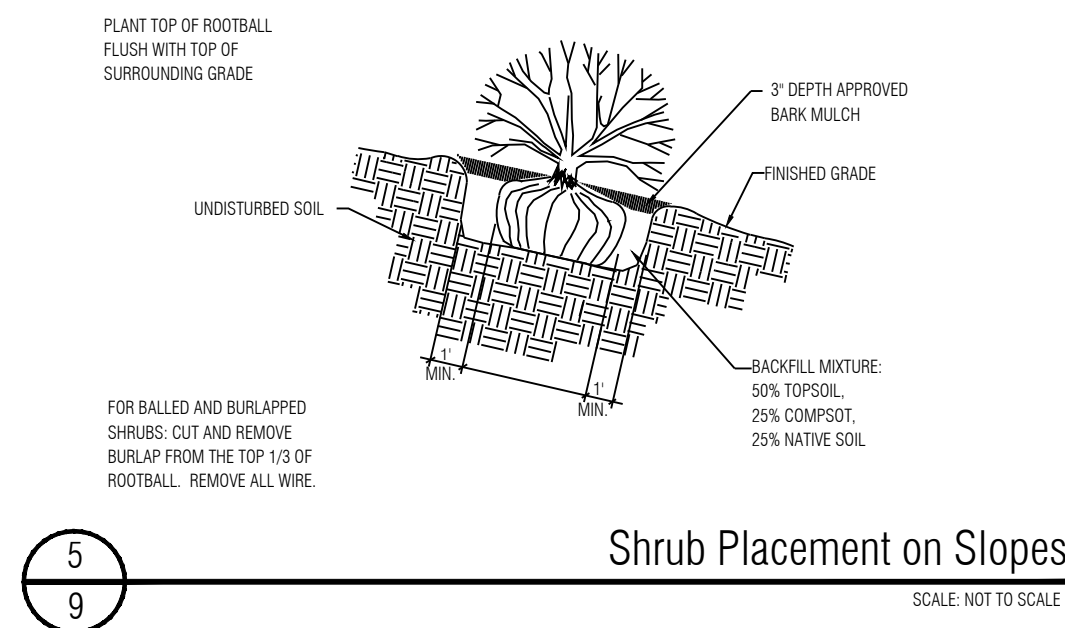 PLANT TOP OF ROOTBALL
FLUSH WITH TOP OF
SURROUNDING GRADE
3" DEPTH APPROVED
BARK MULCH
FINISHED GRADE
UNDISTURBED SOIL
1'
MIN.
1'
MIN.
BACKFILL MIXTURE:
50% TOPSOIL,
25% COMPSOT,
25% NATIVE SOIL
FOR BALLED AND BURLAPPED
SHRUBS: CUT AND REMOVE
BURLAP FROM THE TOP 1/3 OF
ROOTBALL. REMOVE ALL WIRE.
5
9
Shrub Placement on Slopes
SCALE: NOT TO SCALE